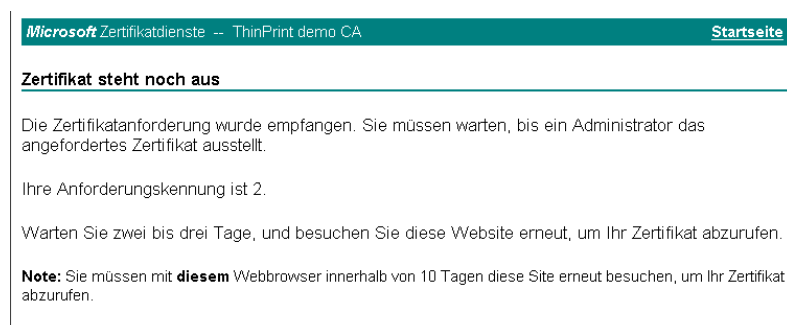 Microsoft Zertifikatdienste -- ThinPrint demo CA Startseite
Zertifikat steht noch aus
Die Zertifikatanforderung wurde empfangen. Sie müssen warten, bis ein Administrator das
angefordertes Zertifikat ausstellt.
Ihre Anforderungskennung ist 2.
Warten Sie zwei bis drei Tage, und besuchen Sie diese Website erneut, um Ihr Zertifikat abzurufen.
Note: Sie müssen mit diesem Webbrowser innerhalb von 10 Tagen diese Site erneut besuchen, um Ihr Zertifikat
abzurufen.